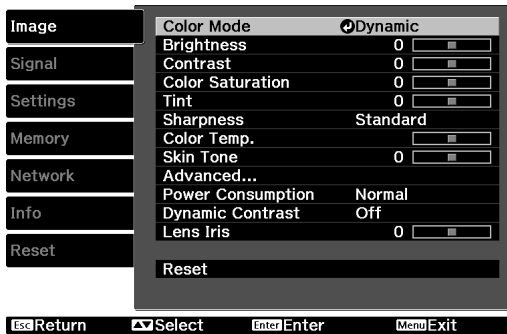 Image
Signal
Settings
Memory
Network
Info
Reset
Color Mode Dynamic
Brightness 0
Contrast 0
Color Saturation 0
Tint 0
Sharpness Standard
Color Temp.
Skin Tone 0
Advanced...
Power Consumption Normal
Dynamic Contrast Off
Lens Iris 0
Reset
Esc Return Select Enter Enter Menu Exit